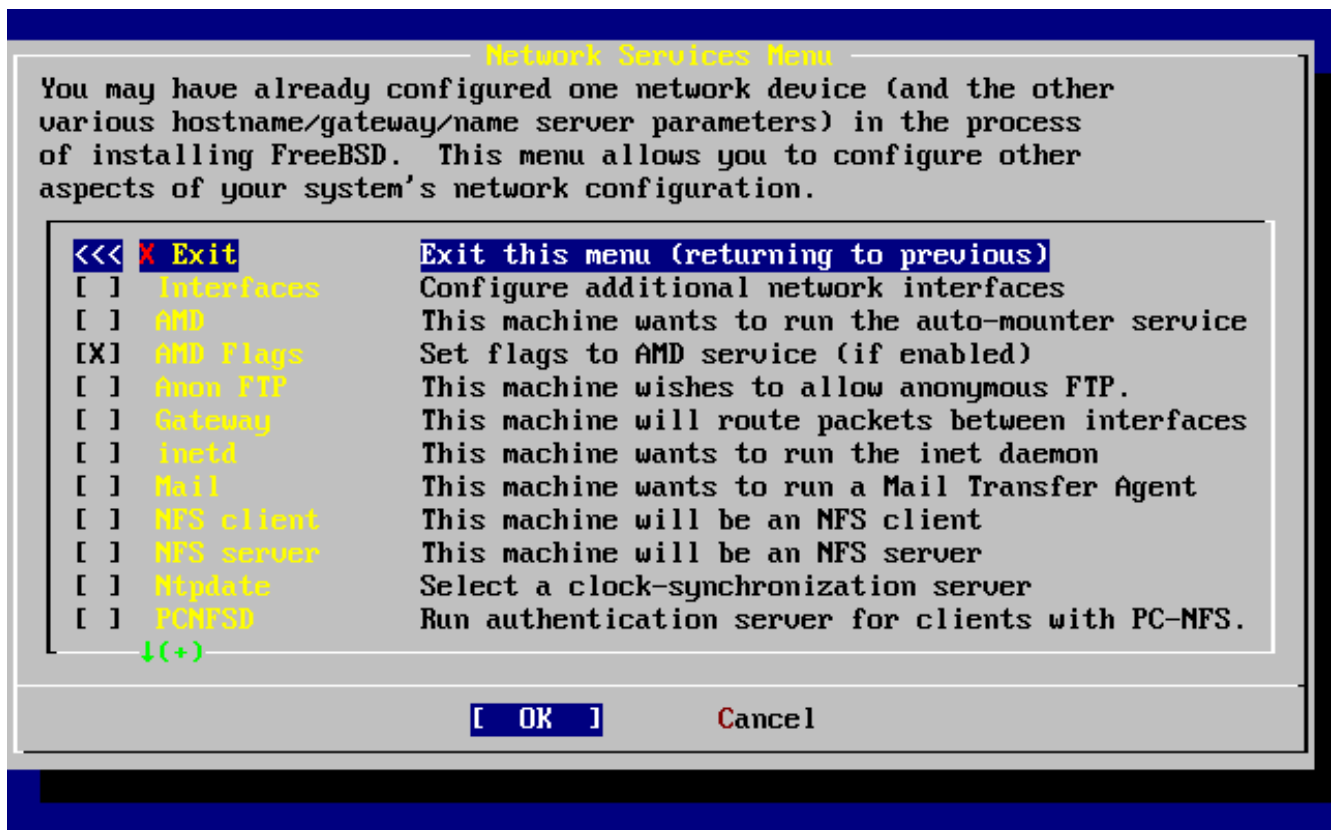 Network Services Menu
You may have already configured one network device (and the other
various hostname/gateway/name server parameters) in the process
of installing FreeBSD.  This menu allows you to configure other
aspects of your system's network configuration.
<<< X Exit Exit this menu (returning to previous)
[ ] Interfaces Configure additional network interfaces
[ ] AMD This machine wants to run the auto-mounter service
[X] AMD Flags Set flags to AMD service (if enabled)
[ ] Anon FTP This machine wishes to allow anonymous FTP.
[ ] Gateway This machine will route packets between interfaces
[ ] inetd This machine wants to run the inet daemon
[ ] Mail This machine wants to run a Mail Transfer Agent
[ ] NFS client This machine will be an NFS client
[ ] NFS server This machine will be an NFS server
[ ] Ntpdate Select a clock-synchronization server
[ ] PCNFSD Run authentication server for clients with PC-NFS.
↓(+)
[ OK ] Cancel